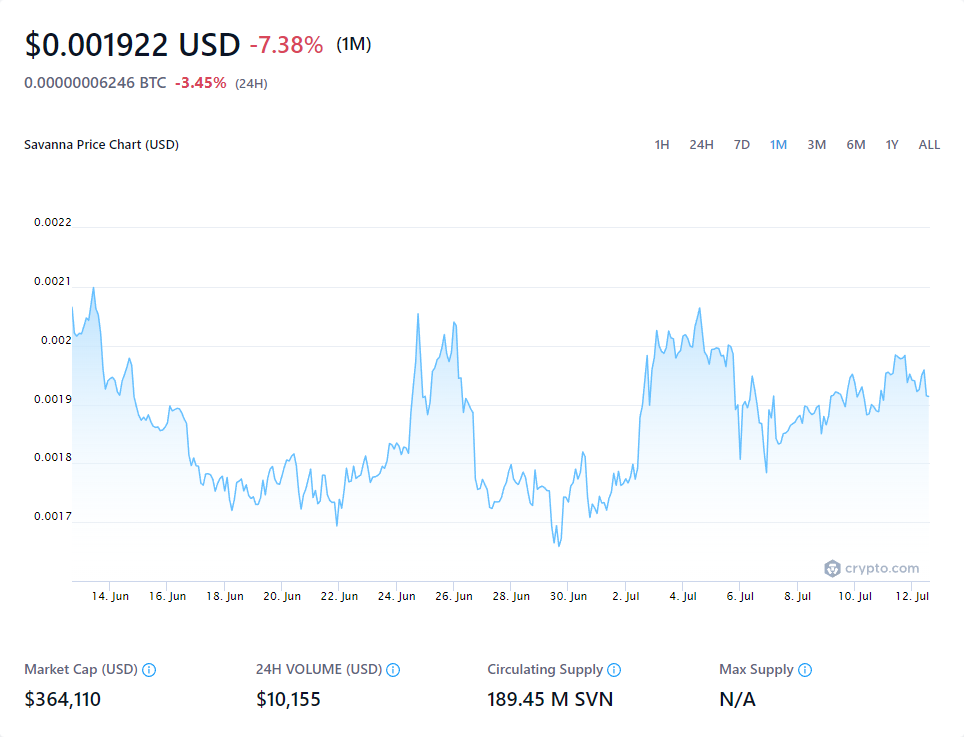 $0.001922 USD -7.38% (1M)
0.00000006246 BTC -3.45% (24H)
Savanna Price Chart (USD) 1H 24H 7D 1M 3M 6M 1Y ALL
0.0022
0.0021
0.002
0.0019
0.0018
0.0017
crypto.com
14. Jun 16. Jun 18. Jun 20. Jun 22. Jun 24. Jun 26. Jun 28. Jun 30. Jun 2. Jul 4. Jul 6. Jul 8. Jul 10. Jul 12. Jul
Market Cap (USD) 24H VOLUME (USD) Circulating Supply Max Supply
$364,110 $10,155 189.45 M SVN N/A